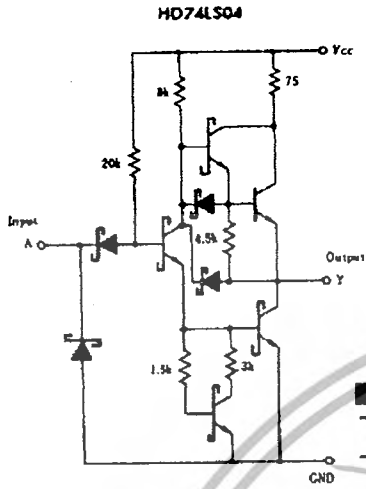 HD74LS04
Vcc
8k
75
20k
4.5k
Input
A
Output
Y
1.5k
3k
GND